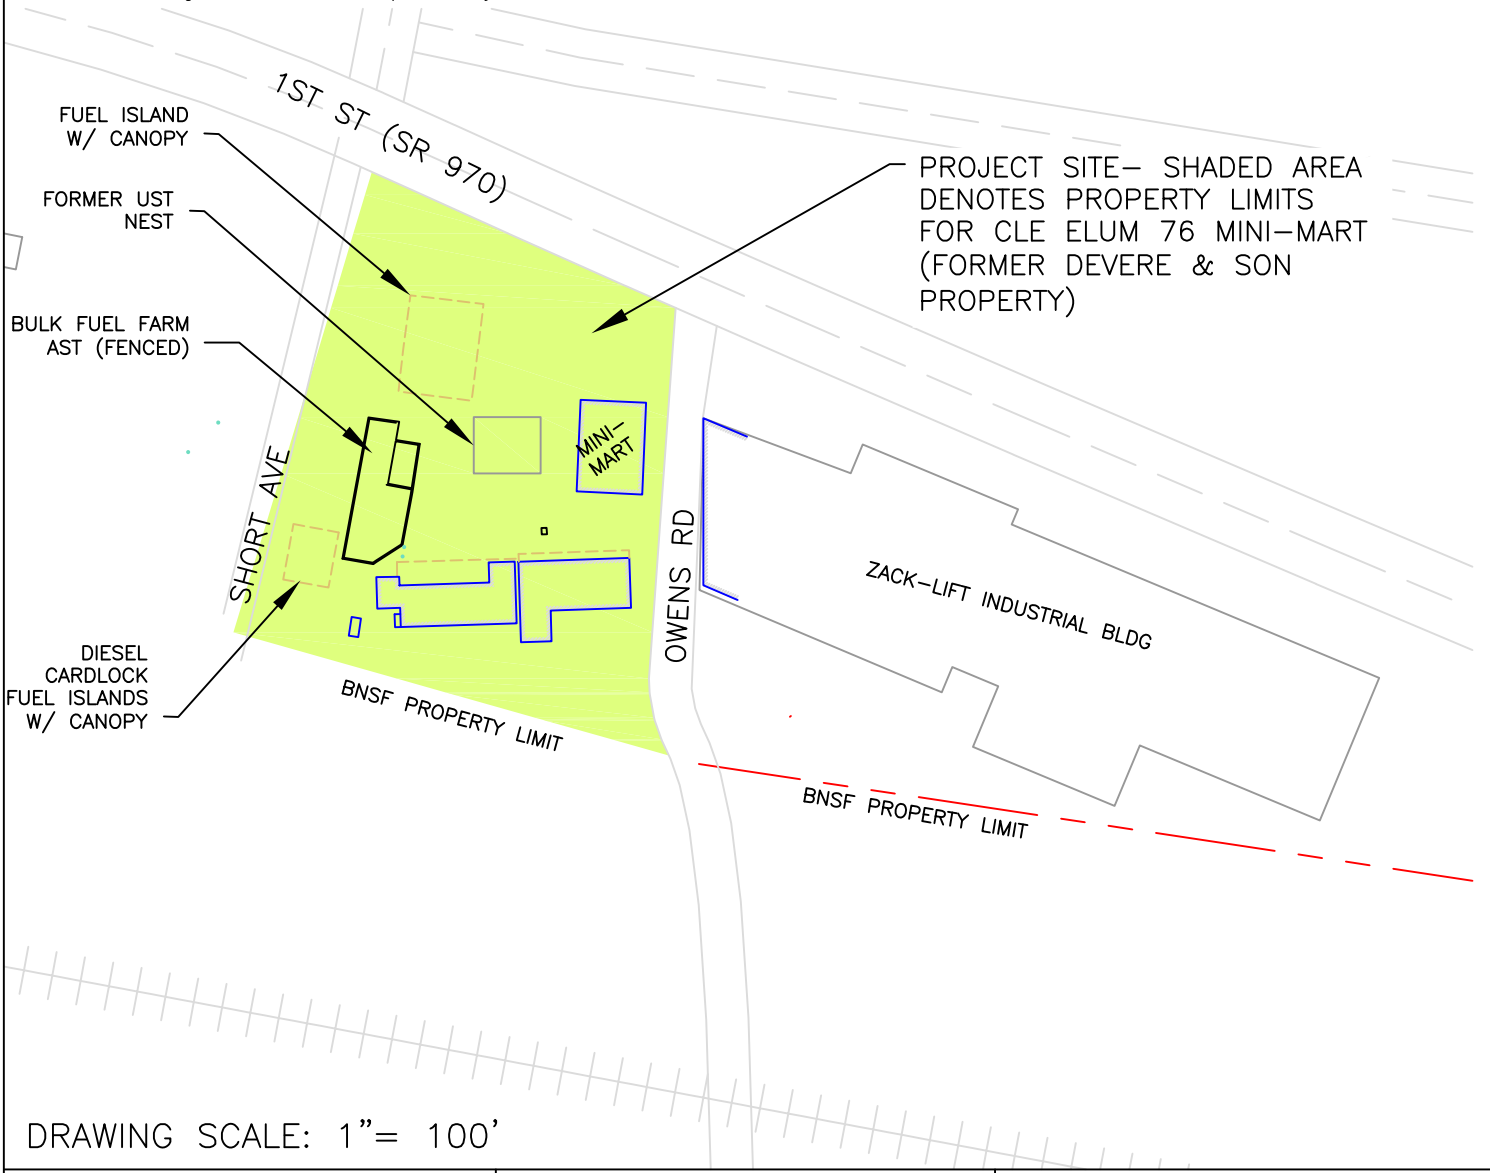 1ST ST (SR 970)
FUEL ISLAND
W/ CANOPY
PROJECT SITE– SHADED AREA
DENOTES PROPERTY LIMITS
FOR CLE ELUM 76 MINI–MART
(FORMER DEVERE & SON
PROPERTY)
FORMER UST
NEST
BULK FUEL FARM
AST (FENCED)
MINI–
MART
SHORT AVE
OWENS RD
ZACK–LIFT INDUSTRIAL BLDG
DIESEL
CARDLOCK
FUEL ISLANDS
W/ CANOPY
BNSF PROPERTY LIMIT
BNSF PROPERTY LIMIT
DRAWING SCALE: 1"= 100'